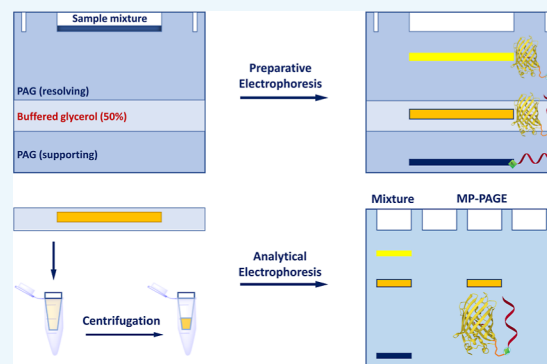 Sample mixture
PAG (resolving)
Buffered glycerol (50%)
PAG (supporting)
Preparative
Electrophoresis
Centrifugation
Analytical
Electrophoresis
Mixture
MP-PAGE